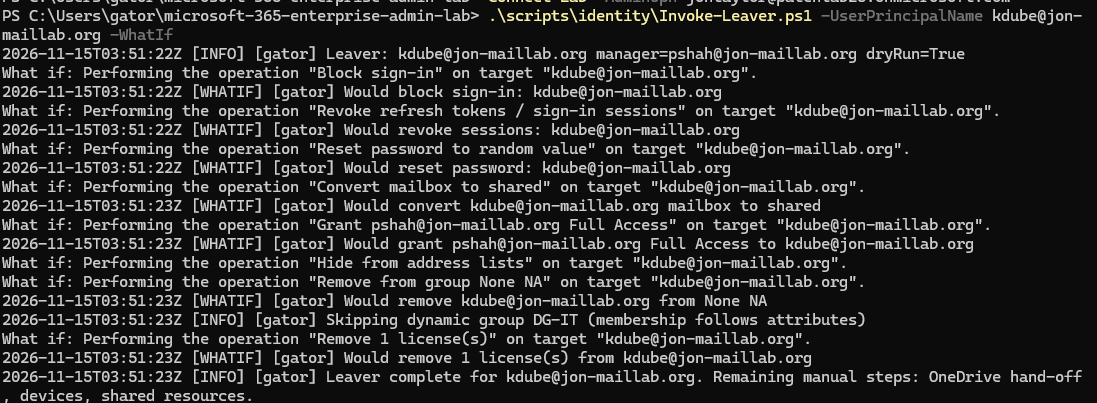 PS C:\Users\gator\microsoft-365-enterprise-admin-lab> .\scripts\identity\Invoke-Leaver.ps1 -UserPrincipalName kdube@jon-
maillab.org -WhatIf
2026-11-15T03:51:22Z [INFO] [gator] Leaver: kdube@jon-maillab.org manager=pshah@jon-maillab.org dryRun=True
What if: Performing the operation "Block sign-in" on target "kdube@jon-maillab.org".
2026-11-15T03:51:22Z [WHATIF] [gator] Would block sign-in: kdube@jon-maillab.org
What if: Performing the operation "Revoke refresh tokens / sign-in sessions" on target "kdube@jon-maillab.org".
2026-11-15T03:51:22Z [WHATIF] [gator] Would revoke sessions: kdube@jon-maillab.org
What if: Performing the operation "Reset password to random value" on target "kdube@jon-maillab.org".
2026-11-15T03:51:22Z [WHATIF] [gator] Would reset password: kdube@jon-maillab.org
What if: Performing the operation "Convert mailbox to shared" on target "kdube@jon-maillab.org".
2026-11-15T03:51:23Z [WHATIF] [gator] Would convert kdube@jon-maillab.org mailbox to shared
What if: Performing the operation "Grant pshah@jon-maillab.org Full Access" on target "kdube@jon-maillab.org".
2026-11-15T03:51:23Z [WHATIF] [gator] Would grant pshah@jon-maillab.org Full Access to kdube@jon-maillab.org
What if: Performing the operation "Hide from address lists" on target "kdube@jon-maillab.org".
What if: Performing the operation "Remove from group None NA" on target "kdube@jon-maillab.org".
2026-11-15T03:51:23Z [WHATIF] [gator] Would remove kdube@jon-maillab.org from None NA
2026-11-15T03:51:23Z [INFO] [gator] Skipping dynamic group DG-IT (membership follows attributes)
What if: Performing the operation "Remove 1 license(s)" on target "kdube@jon-maillab.org".
2026-11-15T03:51:23Z [WHATIF] [gator] Would remove 1 license(s) from kdube@jon-maillab.org
2026-11-15T03:51:23Z [INFO] [gator] Leaver complete for kdube@jon-maillab.org. Remaining manual steps: OneDrive hand-off
, devices, shared resources.